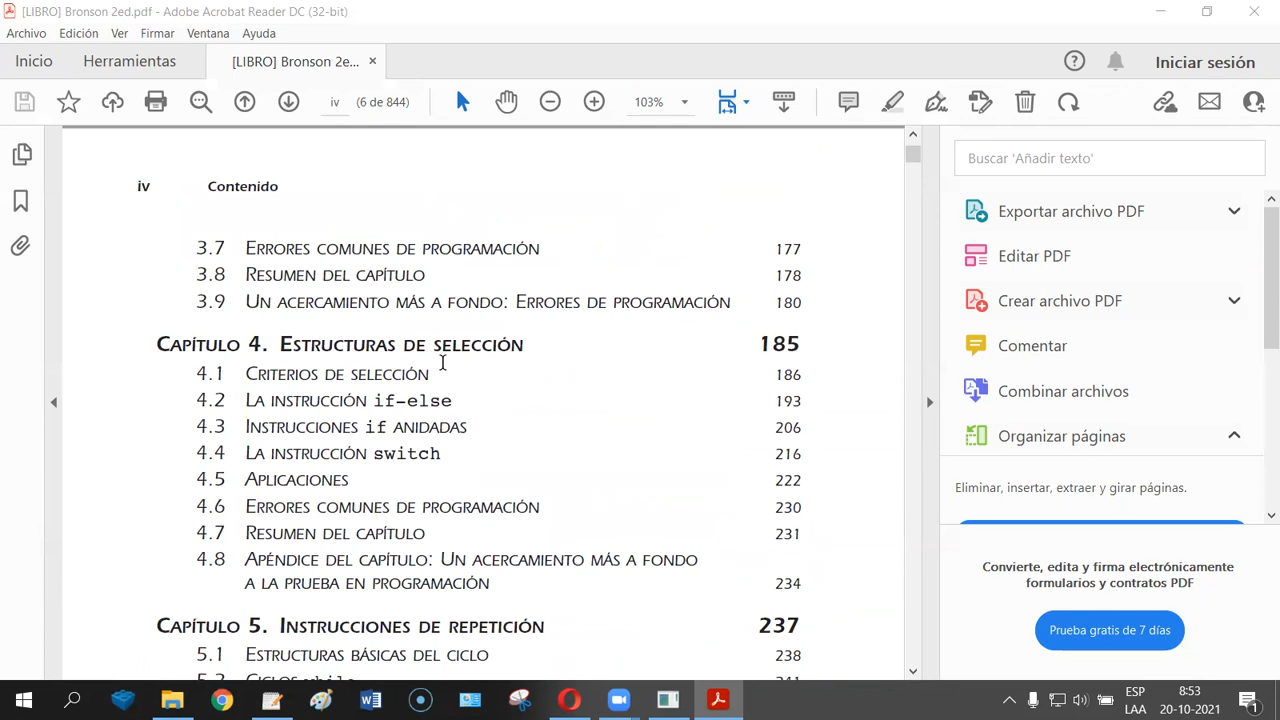 [LIBRO] Bronson 2ed.pdf - Adobe Acrobat Reader DC (32-bit)
Archivo Edición Ver Firmar Ventana Ayuda
Inicio Herramientas [LIBRO] Bronson 2e... × Iniciar sesión
iv (6 de 844) 103%
iv Contenido
3.7 ERRORES COMUNES DE PROGRAMACIÓN 177
3.8 RESUMEN DEL CAPÍTULO 178
3.9 UN ACERCAMIENTO MÁS A FONDO: ERRORES DE PROGRAMACIÓN 180
CAPÍTULO 4. ESTRUCTURAS DE SELECCIÓN 185
4.1 CRITERIOS DE SELECCIÓN 186
4.2 LA INSTRUCCIÓN if-else 193
4.3 INSTRUCCIONES if ANIDADAS 206
4.4 LA INSTRUCCIÓN switch 216
4.5 APLICACIONES 222
4.6 ERRORES COMUNES DE PROGRAMACIÓN 230
4.7 RESUMEN DEL CAPÍTULO 231
4.8 APÉNDICE DEL CAPÍTULO: UN ACERCAMIENTO MÁS A FONDO
A LA PRUEBA EN PROGRAMACIÓN 234
CAPÍTULO 5. INSTRUCCIONES DE REPETICIÓN 237
5.1 ESTRUCTURAS BÁSICAS DEL CICLO 238
Buscar 'Añadir texto'
Exportar archivo PDF
Editar PDF
Crear archivo PDF
Comentar
Combinar archivos
Organizar páginas
Eliminar, insertar, extraer y girar páginas.
Convierte, edita y firma electrónicamente
formularios y contratos PDF
Prueba gratis de 7 días
ESP 8:53
LAA 20-10-2021 1